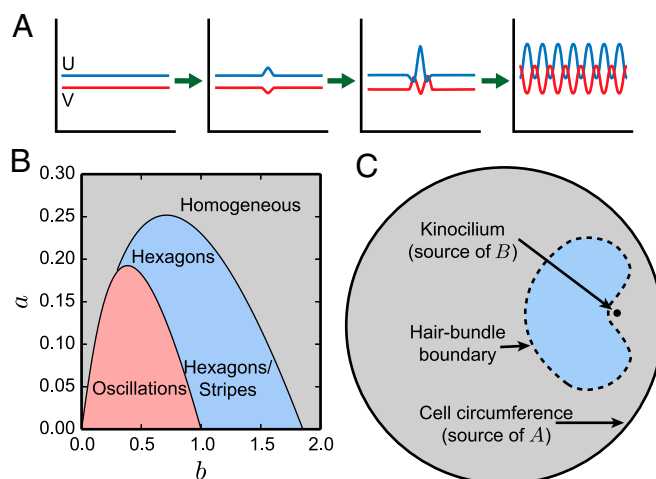 A
U
V
B
0.30
0.25
0.20
0.15
0.10
0.05
0.00
a
Homogeneous
Hexagons
Hexagons/
Stripes
Oscillations
0.0
0.5
1.0
1.5
2.0
b
C
Kinocilium
(source of B)
Hair-bundle
boundary
Cell circumference
(source of A)